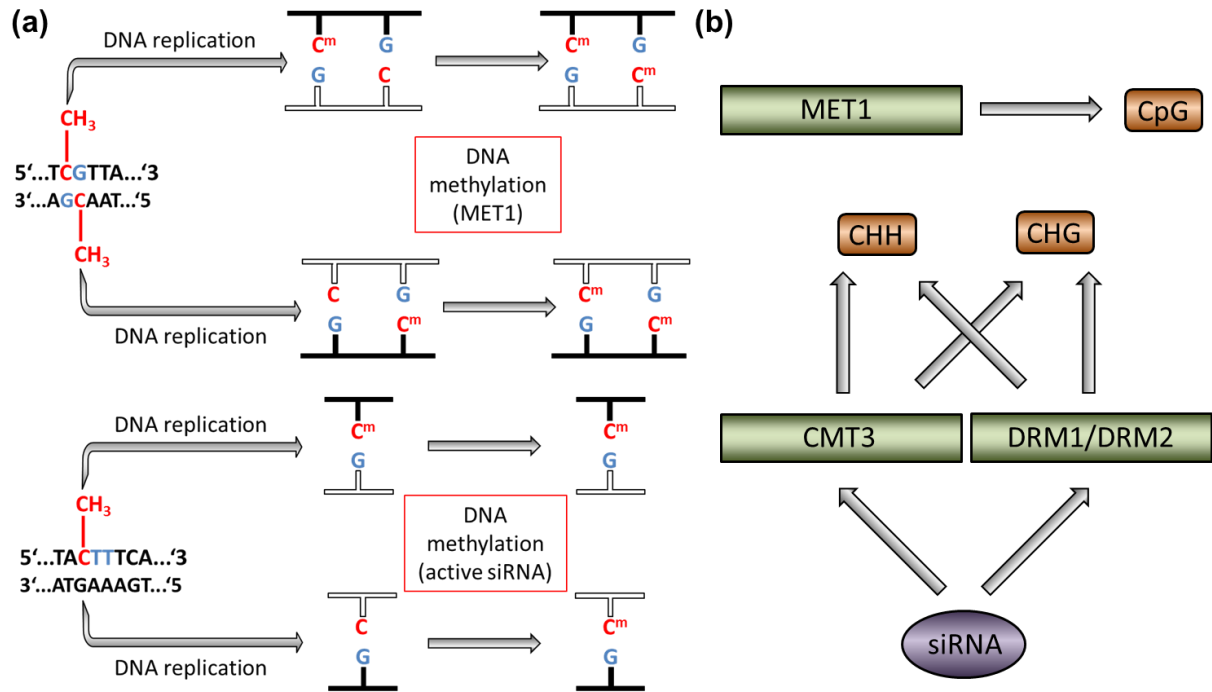 (a)
DNA replication
Cᵐ G
G C
Cᵐ G
G Cᵐ
CH₃
5‘...TCGTTA...‘3
3‘...AGCAAT...‘5
CH₃
DNA
methylation
(MET1)
C G
G Cᵐ
Cᵐ G
G Cᵐ
DNA replication
DNA replication
Cᵐ
G
Cᵐ
G
CH₃
5‘...TACTTTCA...‘3
3‘...ATGAAAGT...‘5
DNA
methylation
(active siRNA)
C
G
Cᵐ
G
DNA replication
(b)
MET1
CpG
CHH
CHG
CMT3
DRM1/DRM2
siRNA